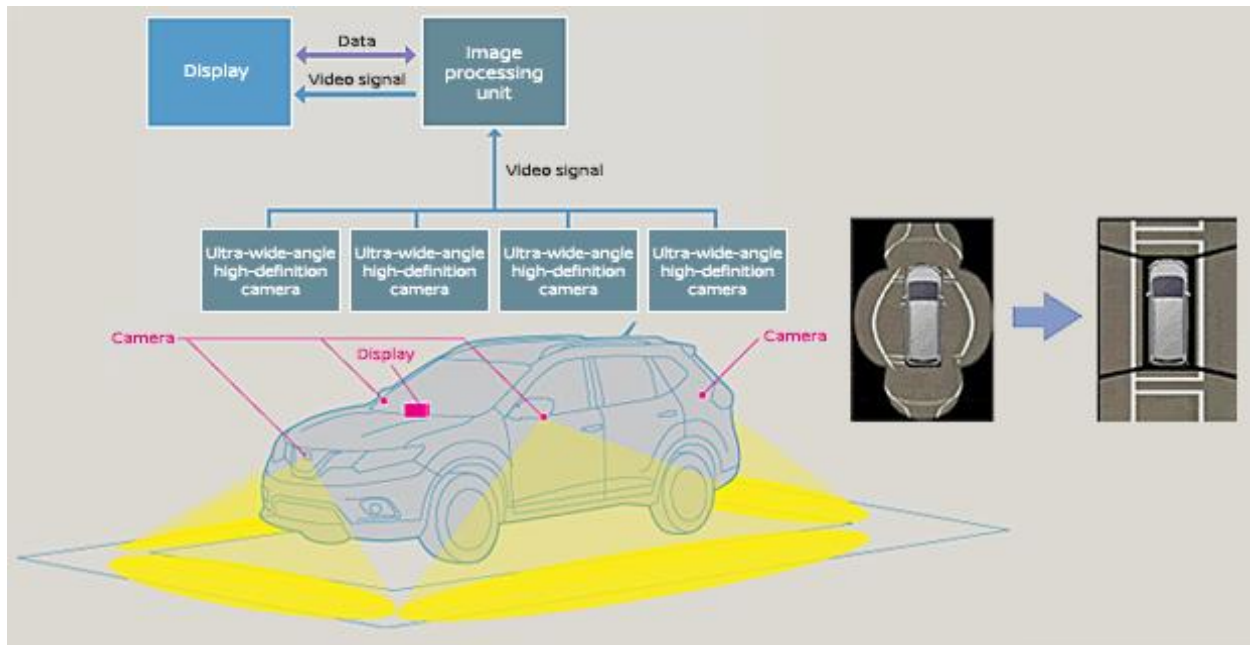 Display
Data
Video signal
Image
processing
unit
Video signal
Ultra-wide-angle
high-definition
camera
Ultra-wide-angle
high-definition
camera
Ultra-wide-angle
high-definition
camera
Ultra-wide-angle
high-definition
camera
Camera
Display
Camera